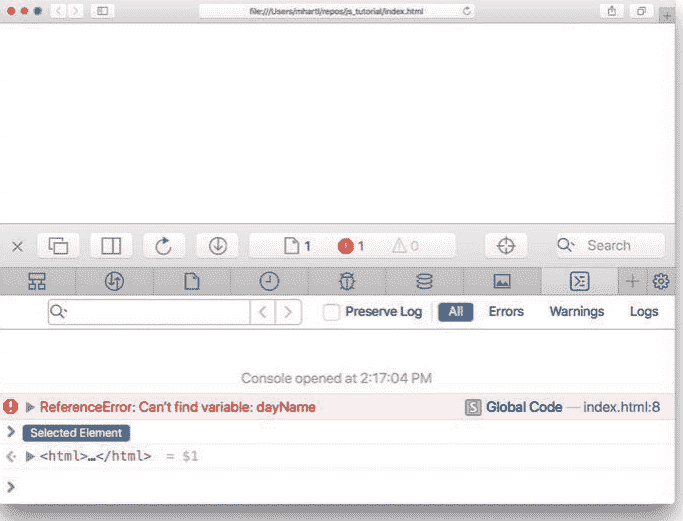 file:///Users/mhartl/repos/js_tutorial/index.html
1 1 0 Search
Preserve Log All Errors Warnings Logs
Console opened at 2:17:04 PM
ReferenceError: Can't find variable: dayName S Global Code — index.html:8
Selected Element
<html>…</html> = $1